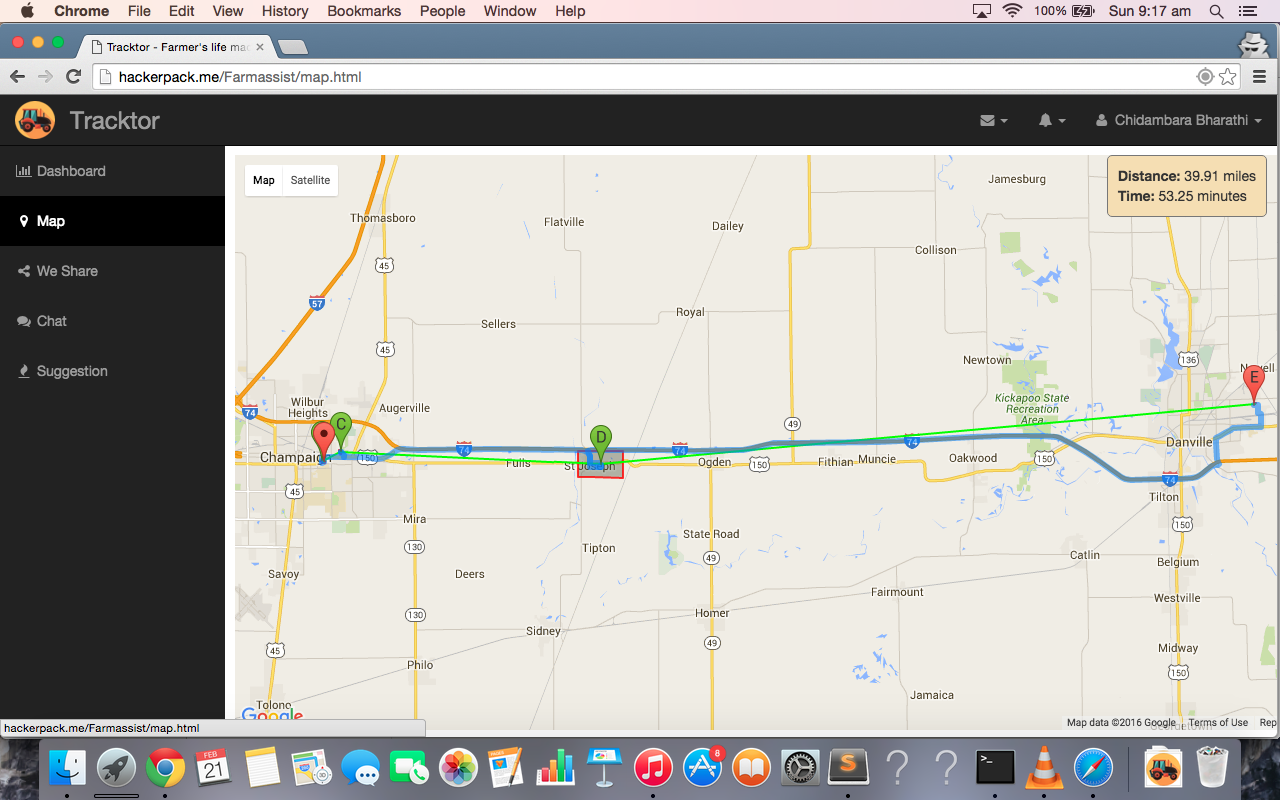 Chrome File Edit View History Bookmarks People Window Help 100% Sun 9:17 am
Tracktor - Farmer's life mac
hackerpack.me/Farmassist/map.html
Tracktor Chidambara Bharathi
Dashboard
Map
We Share
Chat
Suggestion
Map Satellite
Distance: 39.91 miles
Time: 53.25 minutes
Jamesburg
Thomasboro
Flatville
Dailey
Collison
45
57
Royal
Sellers
45
136
Newtown
Kickapoo State
Recreation
Area
E
Wilbur
Heights
Augerville
74
C
D
49
Danville
Champaign
150
74
St Joseph
74
Ogden
150
Fithian
Muncie
74
Oakwood
150
74
Tilton
45
Mira
150
130
State Road
49
Tipton
Catlin
Belgium
Savoy
Deers
Fairmount
Westville
130
Homer
Sidney
49
45
Philo
Midway
150
Jamaica
Tolono
Google
Map data ©2016 Google Terms of Use Rep
Georgetown
hackerpack.me/Farmassist/map.html
FEB
21
8
S
? ?
>_